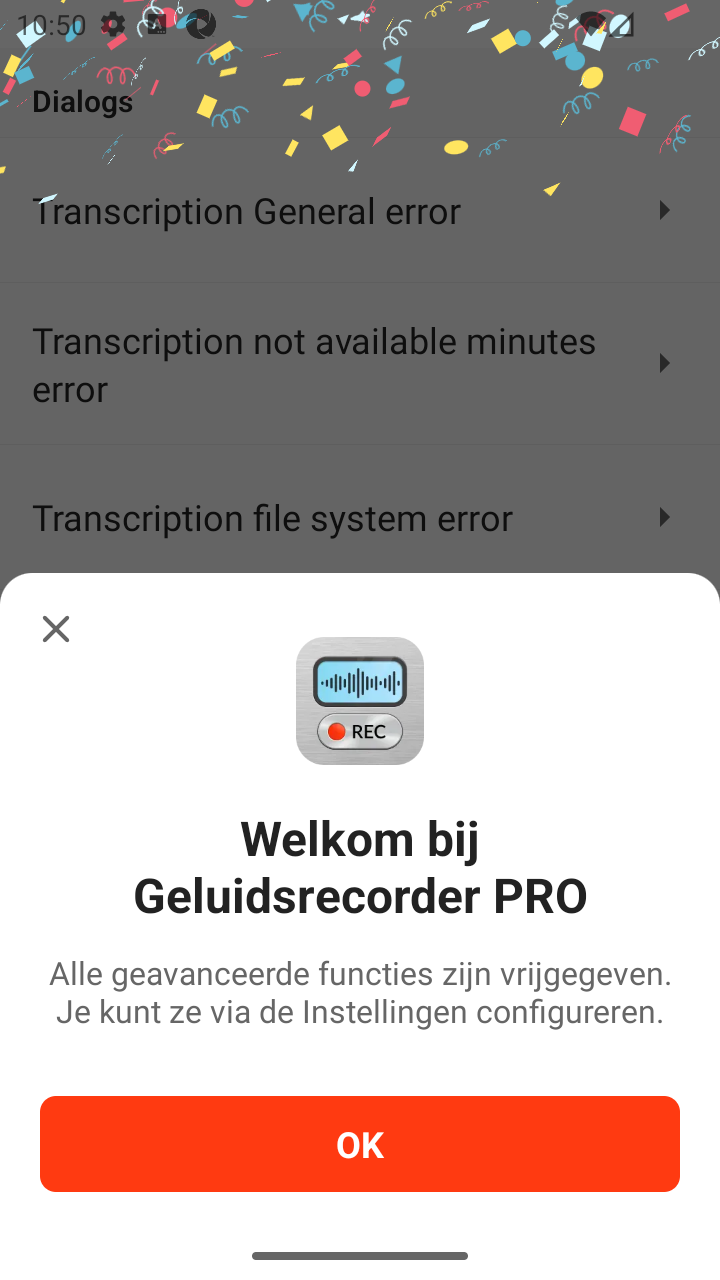 10:50
Dialogs
Transcription General error
Transcription not available minutes
error
Transcription file system error
REC
Welkom bij
Geluidsrecorder PRO
Alle geavanceerde functies zijn vrijgegeven.
Je kunt ze via de Instellingen configureren.
OK